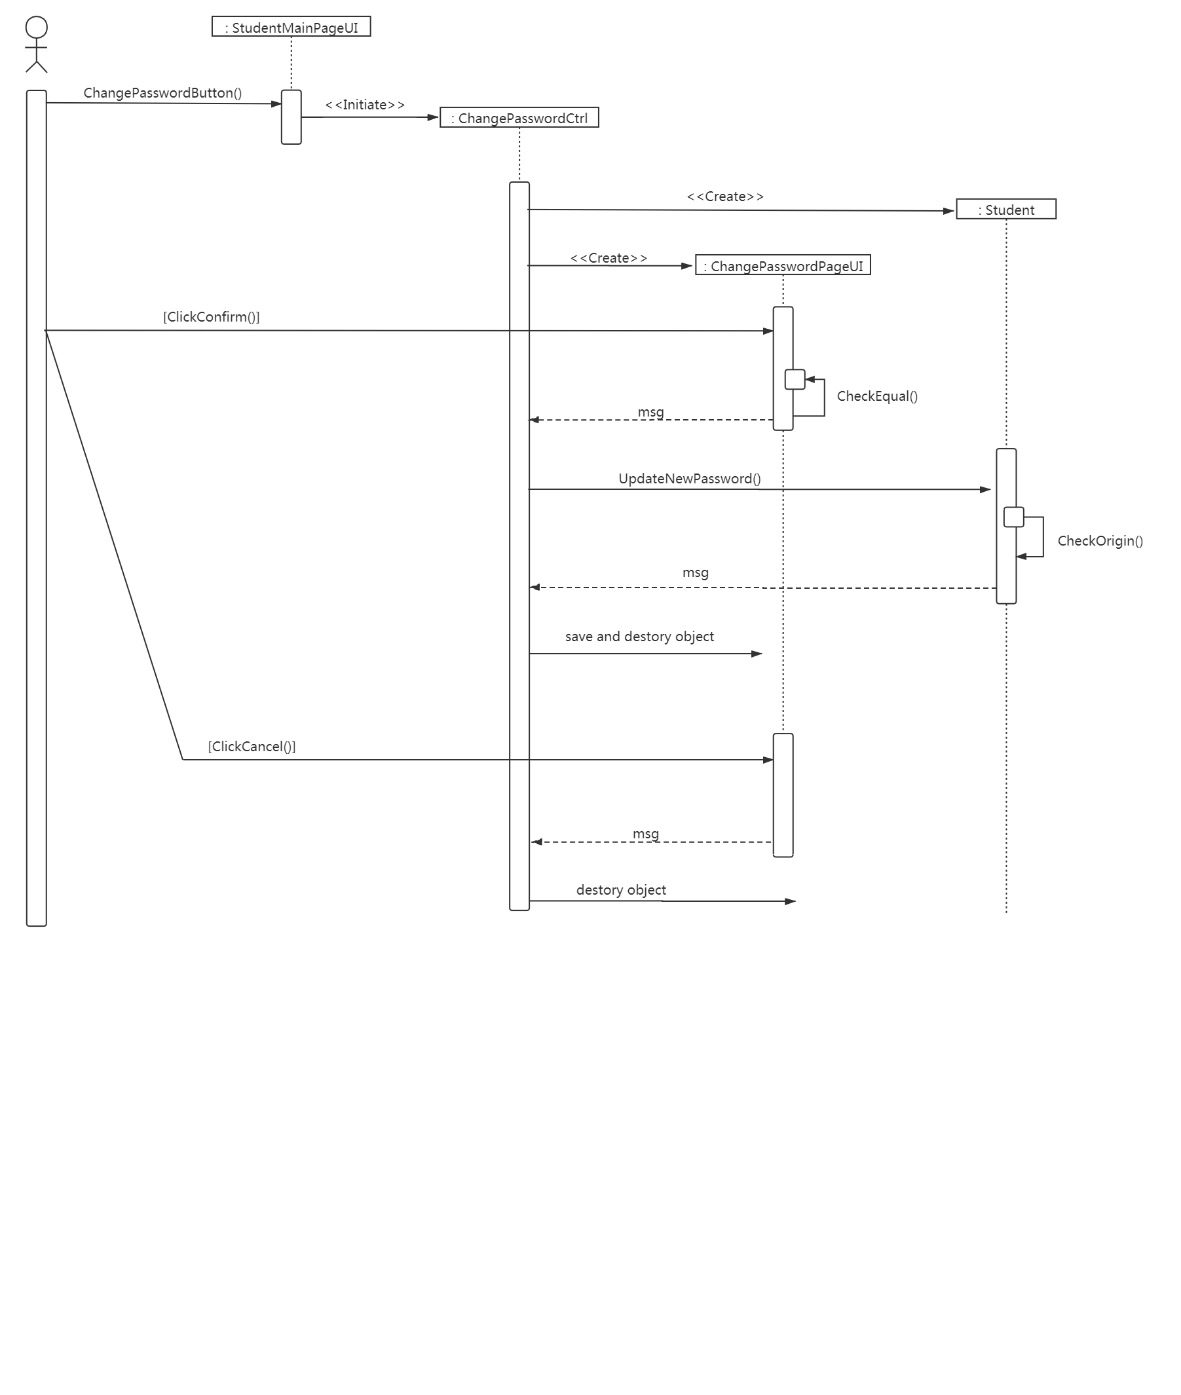 : StudentMainPageUI
ChangePasswordButton()
<<Initiate>>
: ChangePasswordCtrl
<<Create>>
: Student
<<Create>>
: ChangePasswordPageUI
[ClickConfirm()]
CheckEqual()
msg
UpdateNewPassword()
CheckOrigin()
msg
save and destory object
[ClickCancel()]
msg
destory object